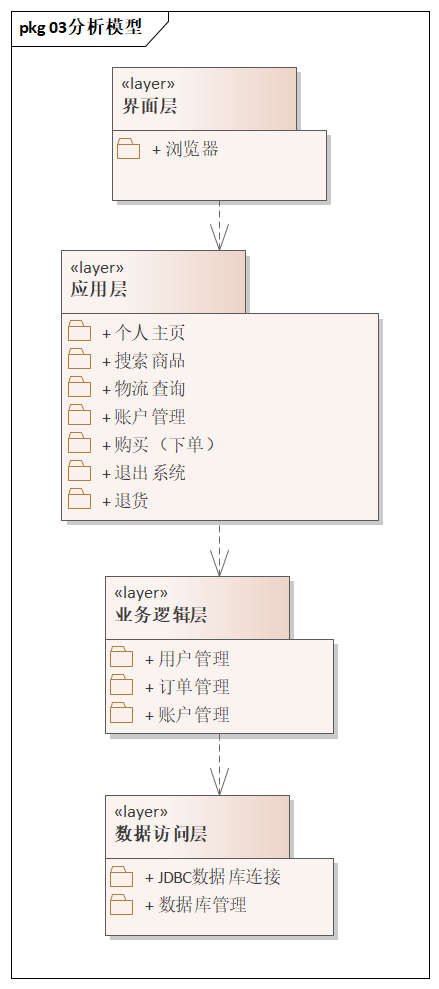 pkg 03分析模型
«layer»
界面层
+ 浏览器
«layer»
应用层
+ 个人主页
+ 搜索商品
+ 物流查询
+ 账户管理
+ 购买（下单）
+ 退出系统
+ 退货
«layer»
业务逻辑层
+ 用户管理
+ 订单管理
+ 账户管理
«layer»
数据访问层
+ JDBC数据库连接
+ 数据库管理